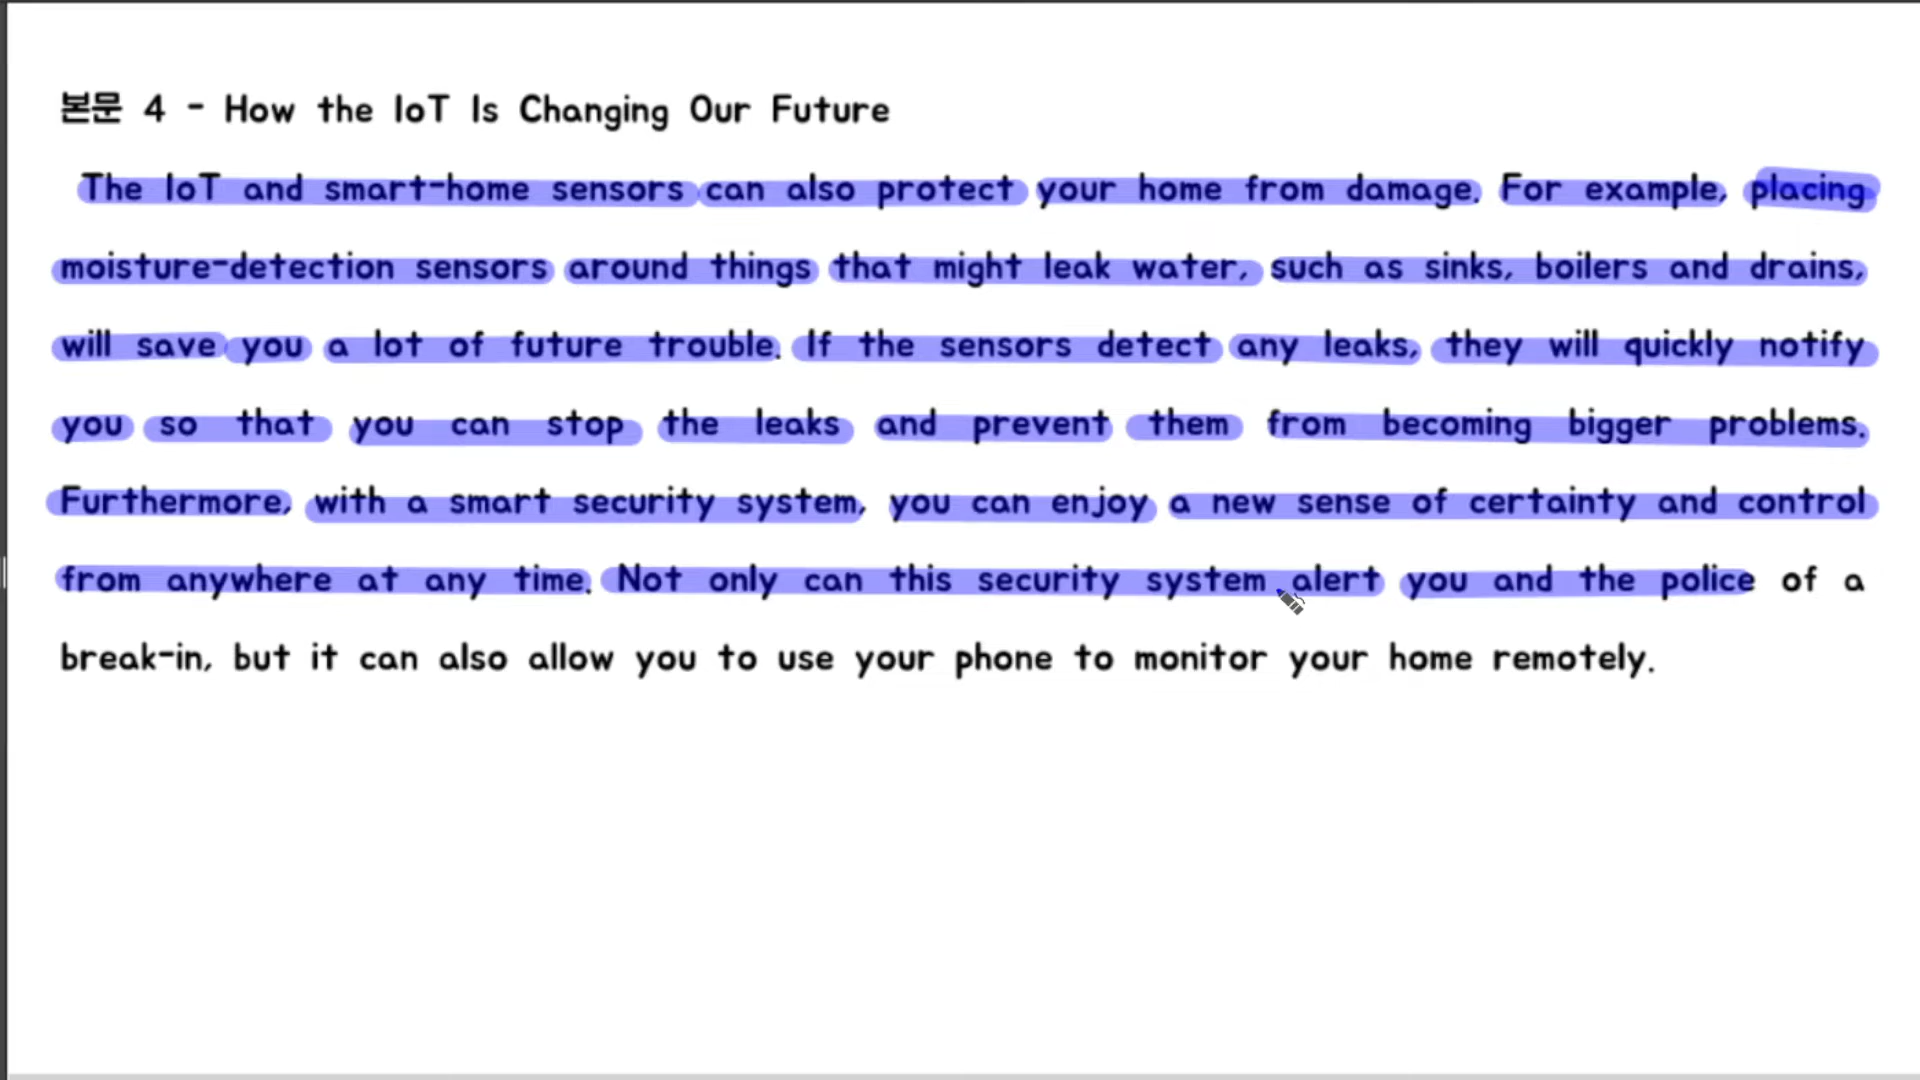 본문 4 - How the IoT Is Changing Our Future
The IoT and smart-home sensors can also protect your home from damage. For example, placing
moisture-detection sensors around things that might leak water, such as sinks, boilers and drains,
will save you a lot of future trouble. If the sensors detect any leaks, they will quickly notify
you so that you can stop the leaks and prevent them from becoming bigger problems.
Furthermore, with a smart security system, you can enjoy a new sense of certainty and control
from anywhere at any time. Not only can this security system alert you and the police of a
break-in, but it can also allow you to use your phone to monitor your home remotely.